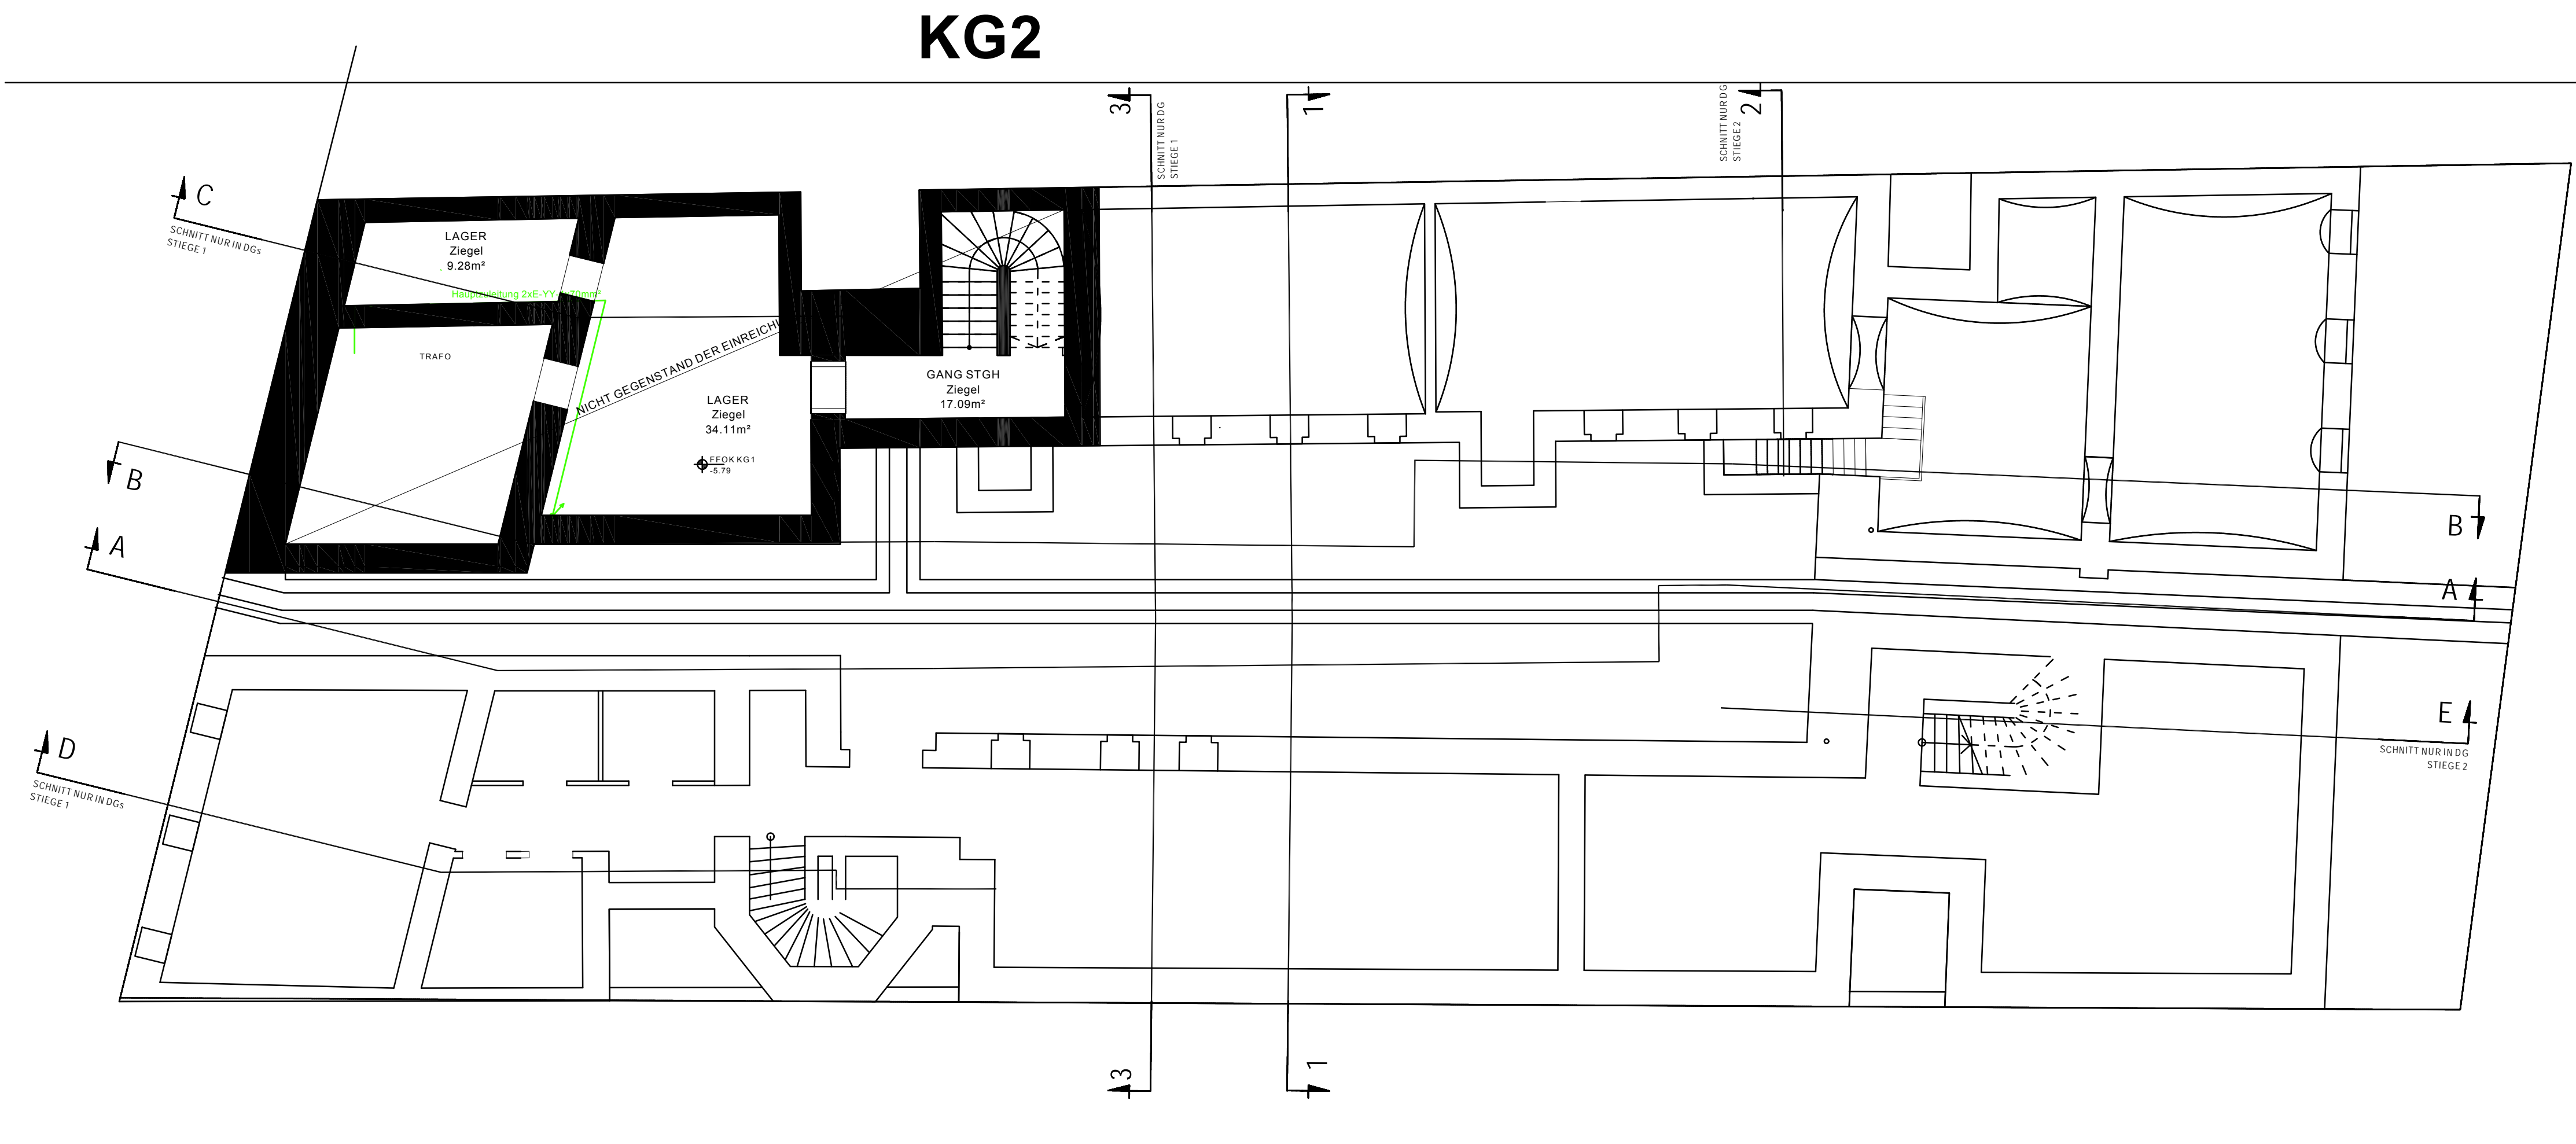 KG2
3
SCHNITT NUR DG
STIEGE 1
1
SCHNITT NUR DG
STIEGE 2
2
C
SCHNITT NUR IN DGs
STIEGE 1
LAGER
Ziegel
9.28m²
TRAFO
NICHT GEGENSTAND DER
LAGER
Ziegel
34.11m²
FFOK KG1
-5.79
GANG STGH
Ziegel
17.09m²
B
A
B
A
D
SCHNITT NUR IN DGs
STIEGE 1
E
SCHNITT NUR IN DG
STIEGE 2
3
1